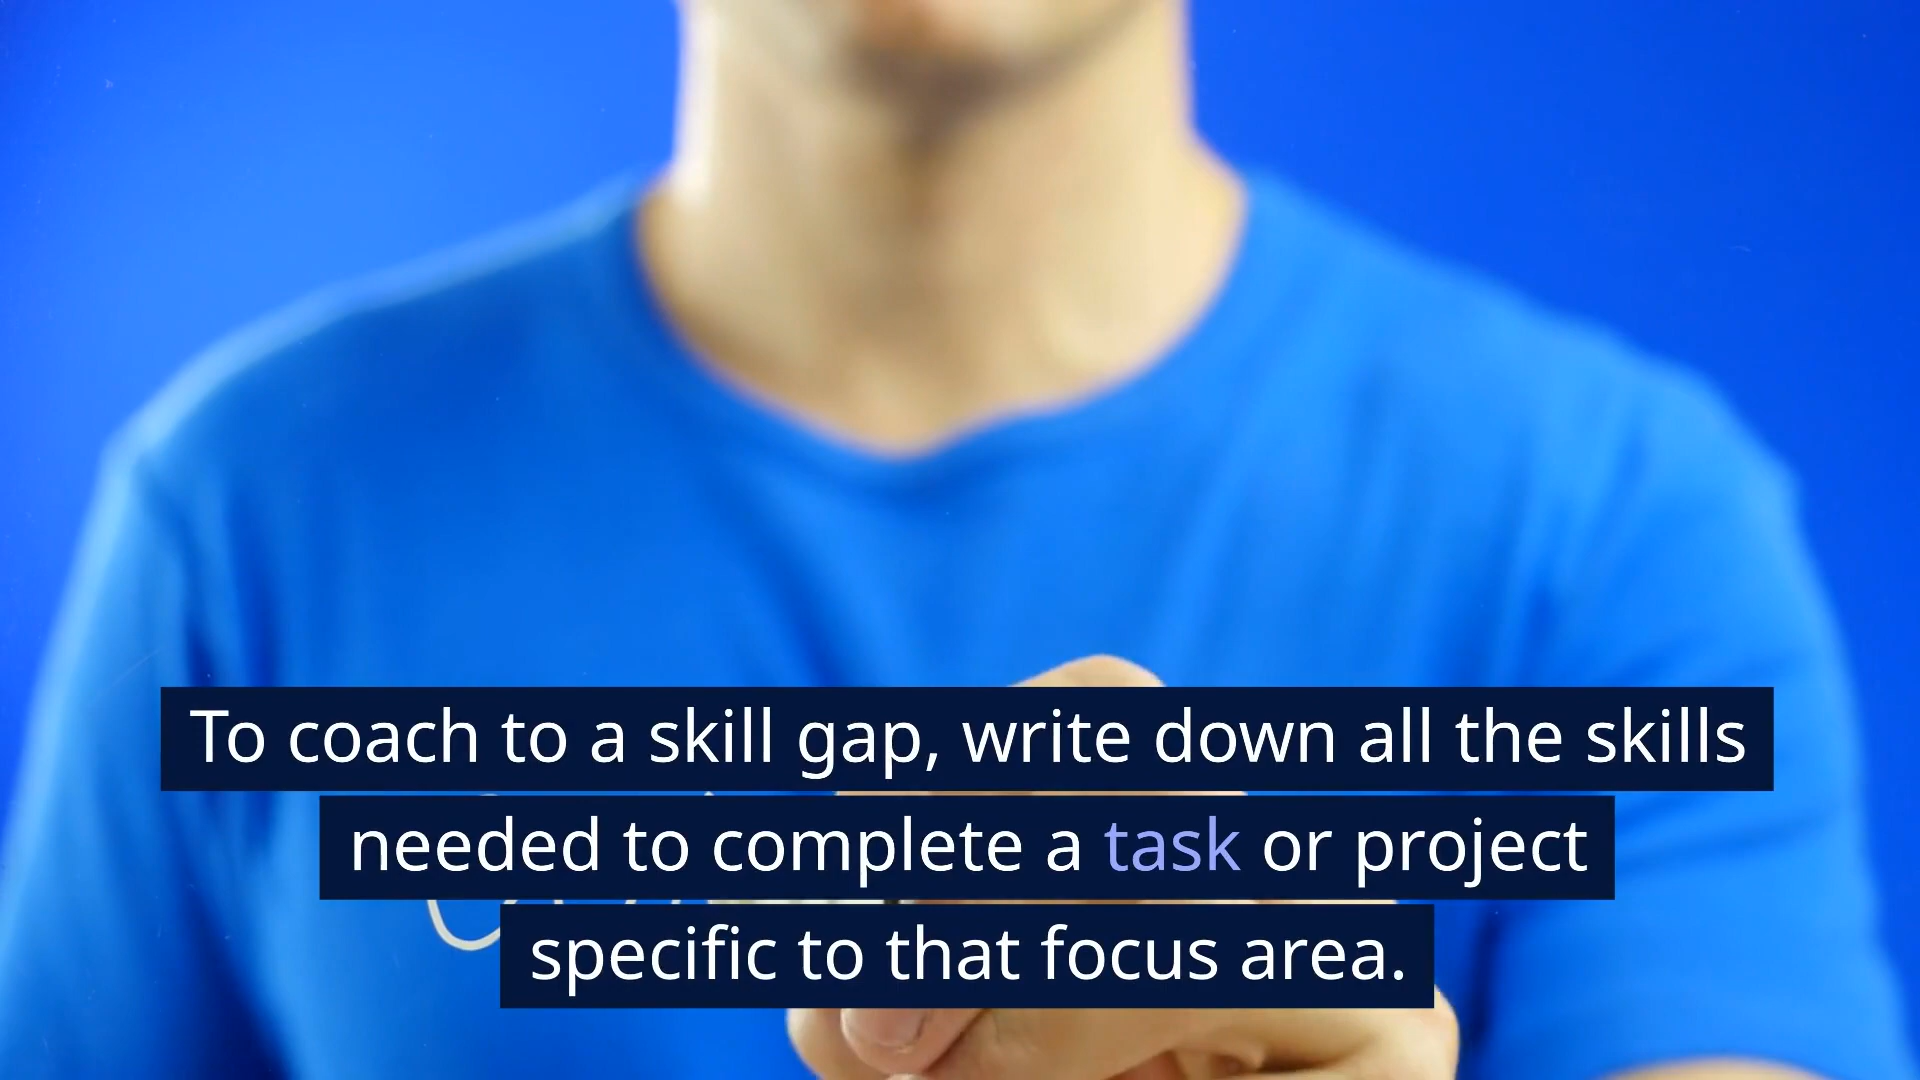 To coach to a skill gap, write down all the skills
needed to complete a task or project
specific to that focus area.